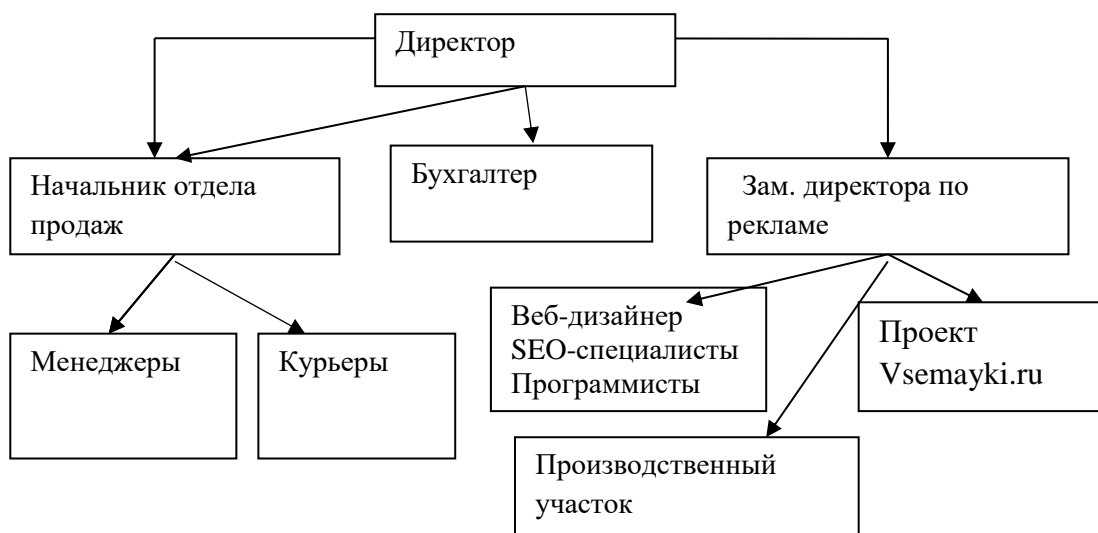 Директор
Начальник отдела
продаж
Бухгалтер
Зам. директора по
рекламе
Менеджеры
Курьеры
Веб-дизайнер
SEO-специалисты
Программисты
Проект
Vsemayki.ru
Производственный
участок